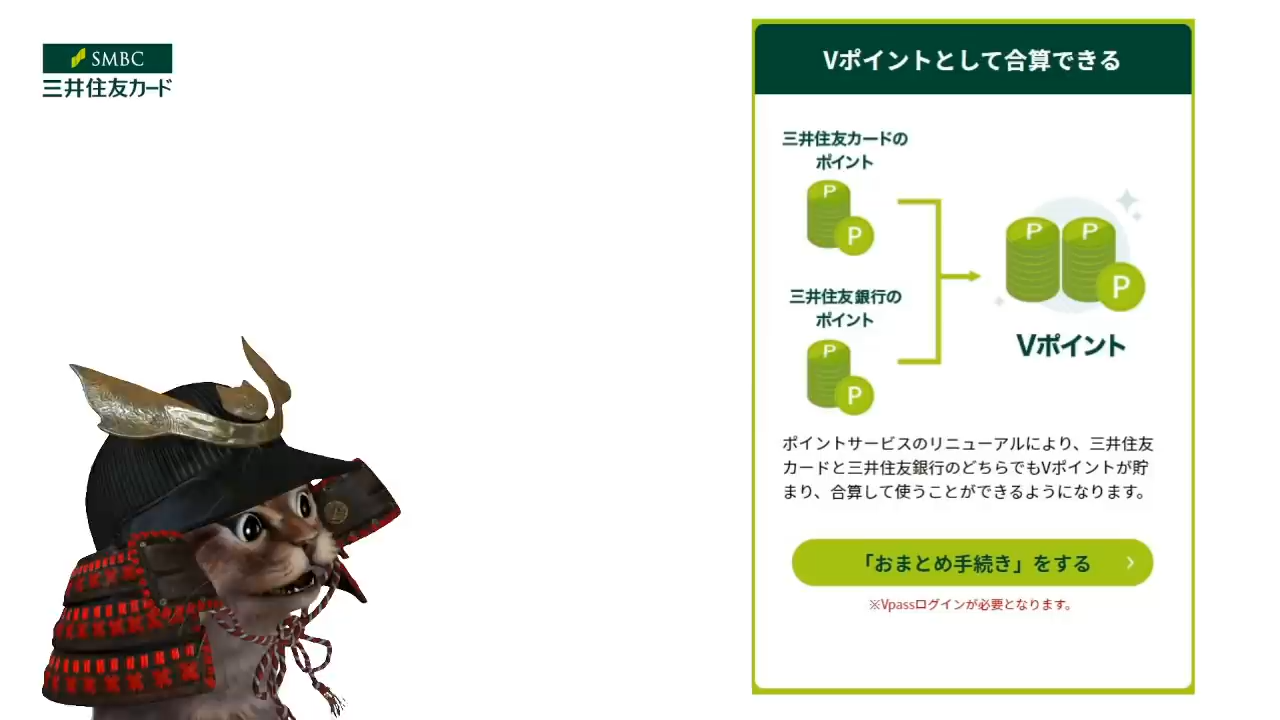 SMBC
三井住友カード
Vポイントとして合算できる
三井住友カードの
ポイント
P
P
三井住友銀行の
ポイント
P
P
P
P
P
Vポイント
ポイントサービスのリニューアルにより、三井住友
カードと三井住友銀行のどちらでもVポイントが貯
まり、合算して使うことができるようになります。
「おまとめ手続き」をする
※Vpassログインが必要となります。